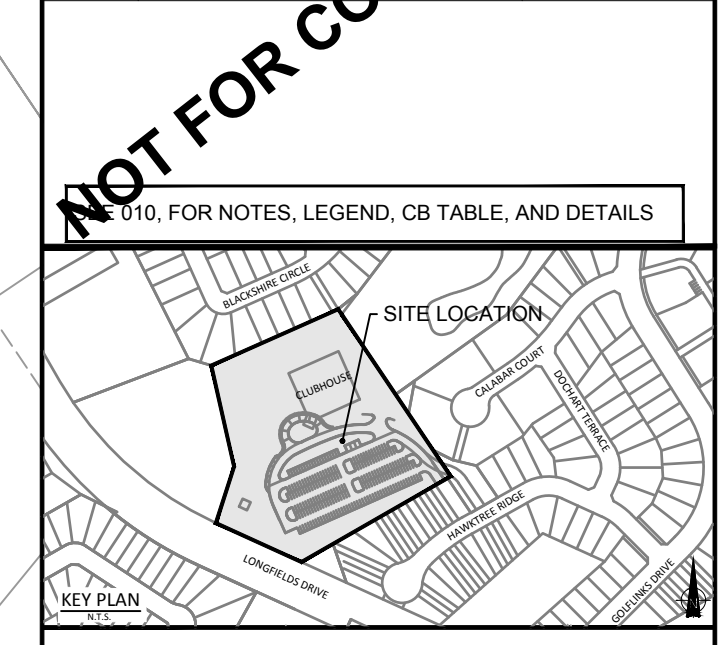 NOT FOR CO
010, FOR NOTES, LEGEND, CB TABLE, AND DETAILS
BLACKSHIRE CIRCLE
SITE LOCATION
CLUBHOUSE
CALABAR COURT
DOCHART TERRACE
HAWKTREE RIDGE
LONGFIELDS DRIVE
GOLFLINKS DRIVE
KEY PLAN
N.T.S.